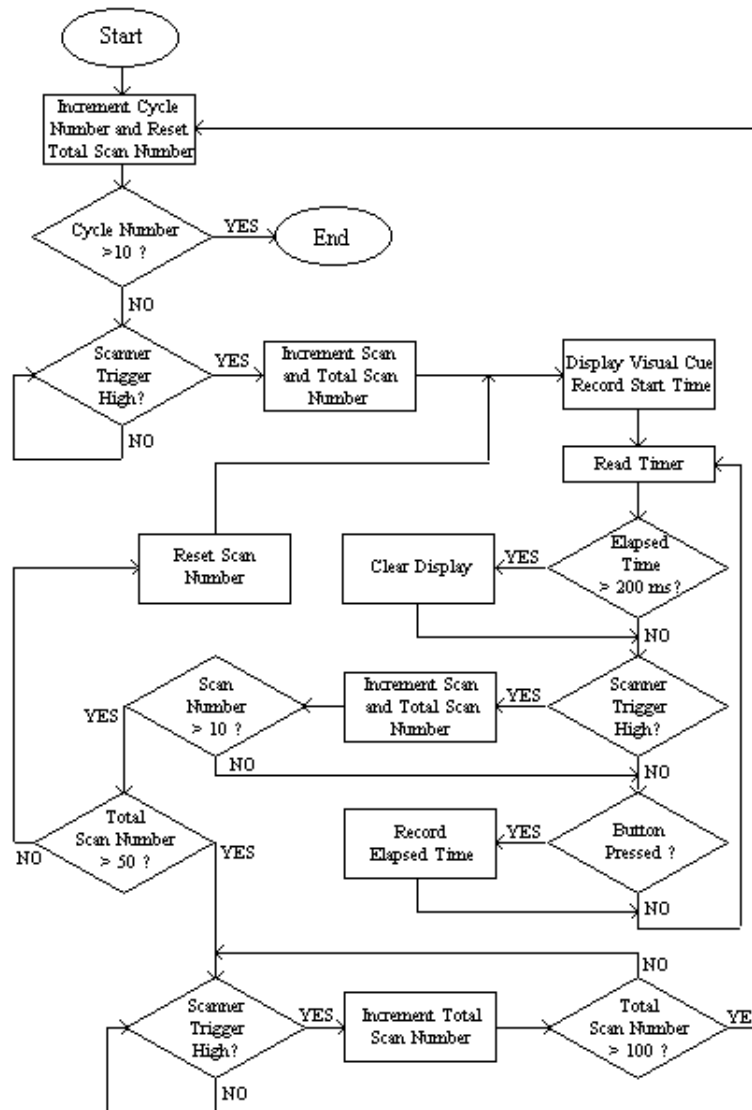 Start
Increment Cycle
Number and Reset
Total Scan Number
Cycle Number
>10 ?
YES
End
NO
Scanner
Trigger
High?
YES
NO
Increment Scan
and Total Scan
Number
Display Visual Cue
Record Start Time
Read Timer
Reset Scan
Number
Clear Display
YES
Elapsed
Time
> 200 ms?
NO
Scan
Number
> 10 ?
YES
NO
Increment Scan
and Total Scan
Number
YES
Scanner
Trigger
High?
NO
Total
Scan Number
> 50 ?
NO
YES
Record
Elapsed Time
YES
Button
Pressed ?
NO
Scanner
Trigger
High?
YES
NO
Increment Total
Scan Number
NO
Total
Scan Number
> 100 ?
YE